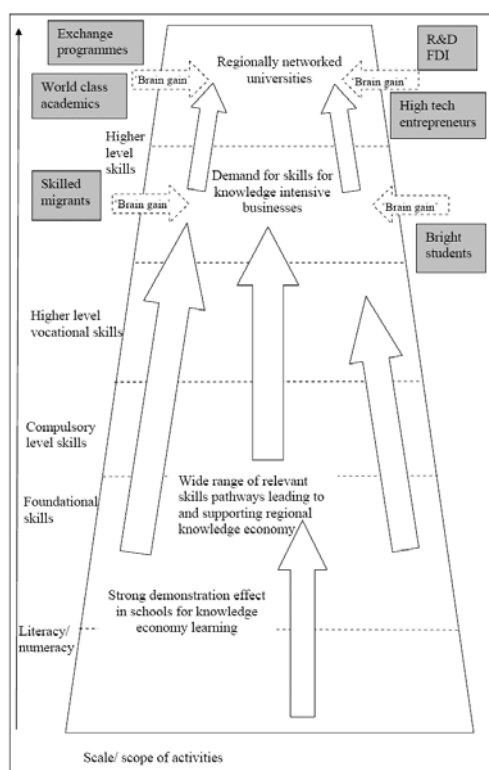 Exchange
programmes
World class
academics
'Brain gain'
Regionally networked
universities
'Brain gain'
R&D
FDI
High tech
entrepreneurs
Higher
level
skills
Skilled
migrants
'Brain gain'
Demand for skills for
knowledge intensive
businesses
'Brain gain'
Bright
students
Higher level
vocational skills
Compulsory
level skills
Foundational
skills
Wide range of relevant
skills pathways leading to
and supporting regional
knowledge economy
Strong demonstration effect
in schools for knowledge
economy learning
Literacy/
numeracy
Scale/ scope of activities